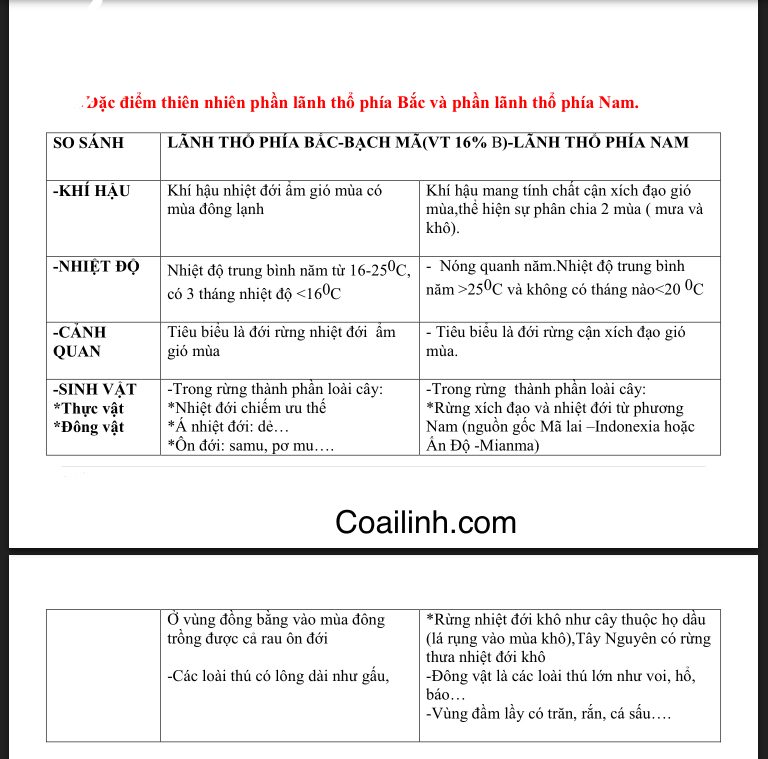 Đặc điểm thiên nhiên phần lãnh thổ phía Bắc và phần lãnh thổ phía Nam.
SO SÁNH
LÃNH THỔ PHÍA BẮC-BẠCH MÃ(VT 16% B)-LÃNH THỔ PHÍA NAM
-KHÍ HẬU
Khí hậu nhiệt đới ẩm gió mùa có
mùa đông lạnh
Khí hậu mang tính chất cận xích đạo gió
mùa,thể hiện sự phân chia 2 mùa ( mưa và
khô).
-NHIỆT ĐỘ
Nhiệt độ trung bình năm từ 16-25⁰C,
có 3 tháng nhiệt độ <16⁰C
- Nóng quanh năm.Nhiệt độ trung bình
năm >25⁰C và không có tháng nào<20 ⁰C
-CẢNH
QUAN
Tiêu biểu là đới rừng nhiệt đới ẩm
gió mùa
- Tiêu biểu là đới rừng cận xích đạo gió
mùa.
-SINH VẬT
*Thực vật
*Động vật
-Trong rừng thành phần loài cây:
*Nhiệt đới chiếm ưu thế
*Á nhiệt đới: dẻ…
*Ôn đới: samu, pơ mu….
-Trong rừng thành phần loài cây:
*Rừng xích đạo và nhiệt đới từ phương
Nam (nguồn gốc Mã lai –Indonexia hoặc
Ấn Độ -Mianma)
Coailinh.com
Ở vùng đồng bằng vào mùa đông
trồng được cả rau ôn đới
-Các loài thú có lông dài như gấu,
*Rừng nhiệt đới khô như cây thuộc họ dầu
(lá rụng vào mùa khô),Tây Nguyên có rừng
thưa nhiệt đới khô
-Động vật là các loài thú lớn như voi, hổ,
báo…
-Vùng đầm lầy có trăn, rắn, cá sấu….